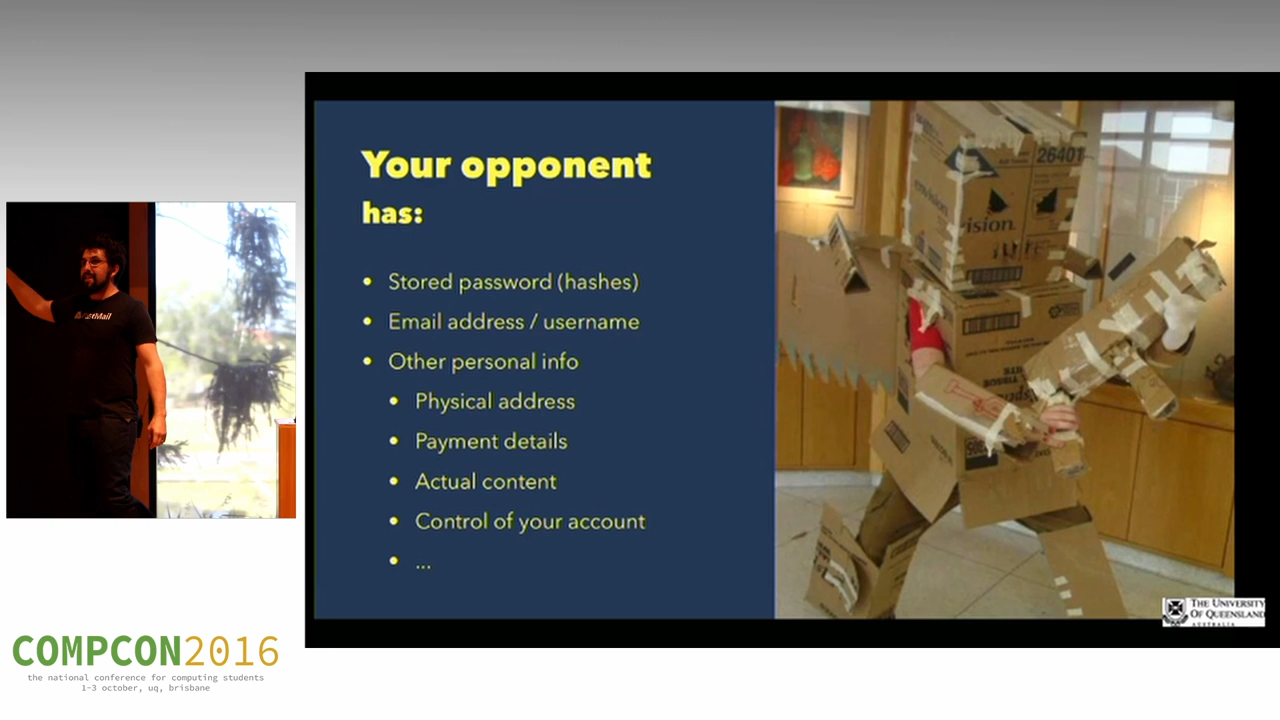 Your opponent
has:
• Stored password (hashes)
• Email address / username
• Other personal info
• Physical address
• Payment details
• Actual content
• Control of your account
• ...
26401
ision.
FastMail
THE UNIVERSITY
OF QUEENSLAND
AUSTRALIA
COMPCON2016
the national conference for computing students
1-3 october, uq, brisbane